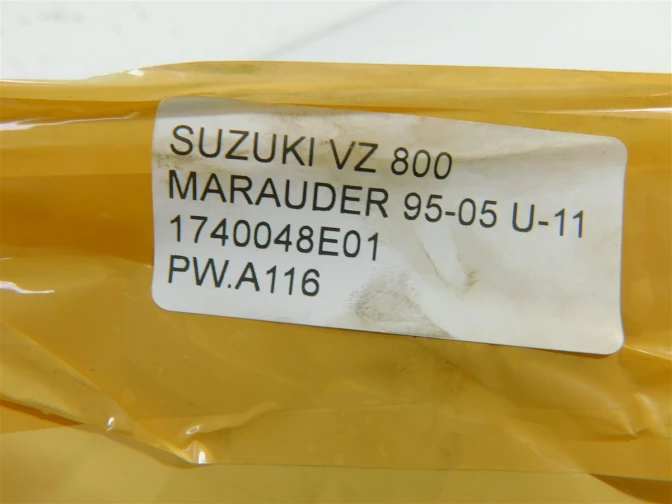 SUZUKI VZ 800
MARAUDER 95-05 U-11
1740048E01
PW.A116